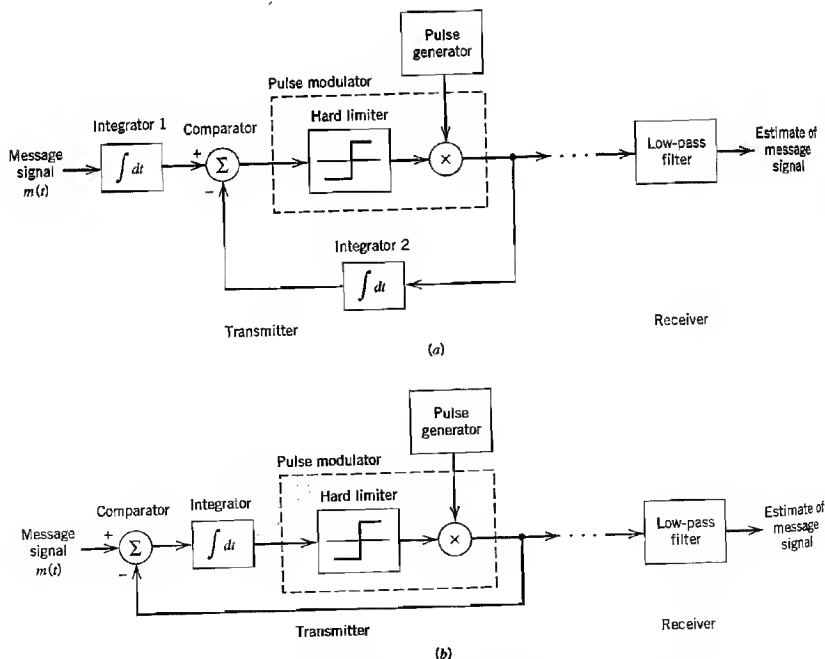 Pulse
generator
Pulse modulator
Integrator 1
Comparator
Hard limiter
Message
signal
m(t)
∫ dt
+
Σ
−
×
Low-pass
filter
Estimate of
message
signal
Integrator 2
∫ dt
Transmitter
Receiver
(a)
Pulse
generator
Pulse modulator
Comparator
Integrator
Hard limiter
Message
signal
m(t)
+
Σ
−
∫ dt
×
Low-pass
filter
Estimate of
message
signal
Transmitter
Receiver
(b)